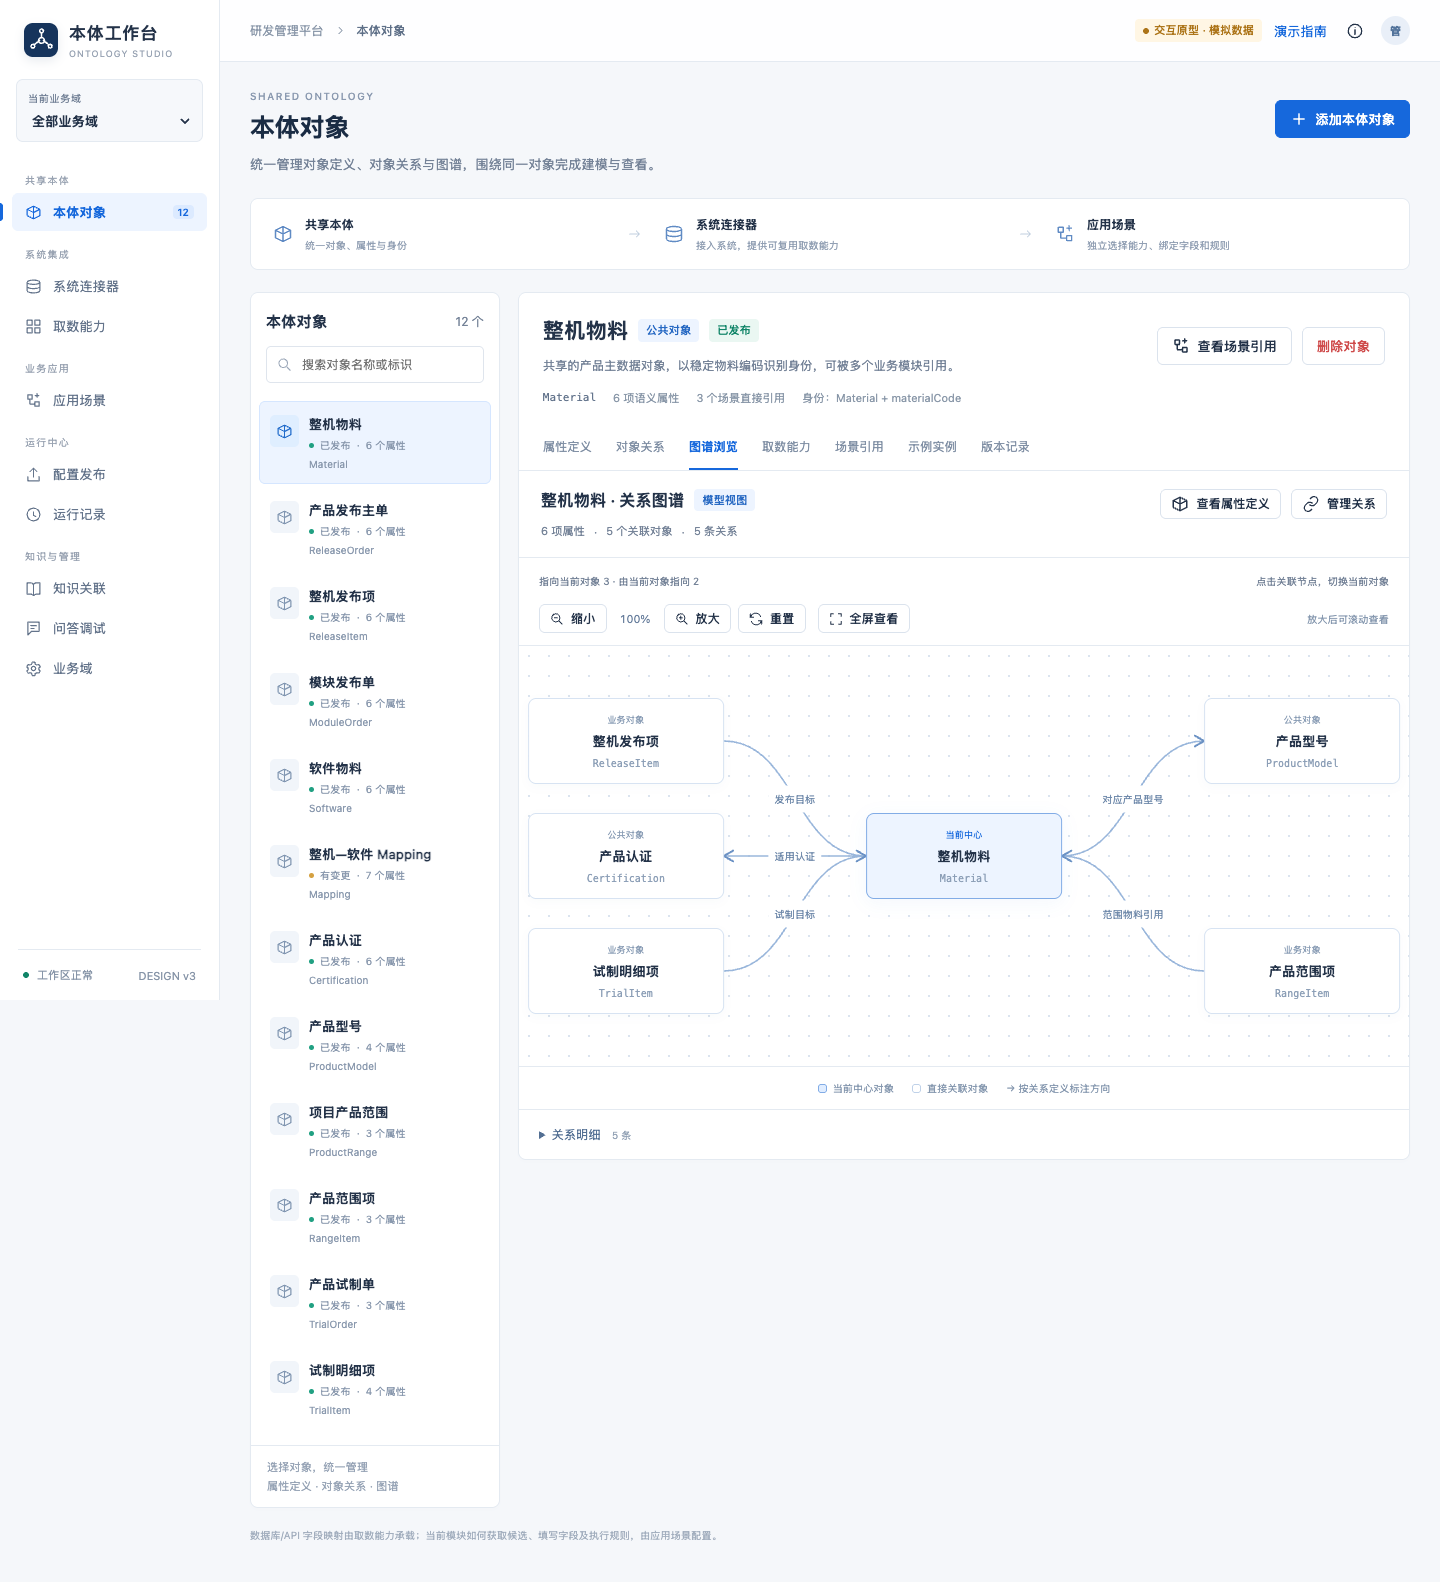 本体工作台
ONTOLOGY STUDIO
当前业务域
全部业务域
共享本体
本体对象 12
系统集成
系统连接器
取数能力
业务应用
应用场景
运行中心
配置发布
运行记录
知识与管理
知识关联
问答调试
业务域
工作区正常 DESIGN v3
研发管理平台 本体对象
交互原型 · 模拟数据 演示指南 管
SHARED ONTOLOGY
本体对象
统一管理对象定义、对象关系与图谱，围绕同一对象完成建模与查看。
添加本体对象
共享本体
统一对象、属性与身份
→
系统连接器
接入系统，提供可复用取数能力
→
应用场景
独立选择能力、绑定字段和规则
本体对象 12 个
搜索对象名称或标识
整机物料
已发布 · 6 个属性
Material
产品发布主单
已发布 · 6 个属性
ReleaseOrder
整机发布项
已发布 · 6 个属性
ReleaseItem
模块发布单
已发布 · 6 个属性
ModuleOrder
软件物料
已发布 · 6 个属性
Software
整机—软件 Mapping
有变更 · 7 个属性
Mapping
产品认证
已发布 · 6 个属性
Certification
产品型号
已发布 · 4 个属性
ProductModel
项目产品范围
已发布 · 3 个属性
ProductRange
产品范围项
已发布 · 3 个属性
RangeItem
产品试制单
已发布 · 3 个属性
TrialOrder
试制明细项
已发布 · 4 个属性
TrialItem
选择对象，统一管理
属性定义 · 对象关系 · 图谱
整机物料 公共对象 已发布
共享的产品主数据对象，以稳定物料编码识别身份，可被多个业务模块引用。
Material 6 项语义属性 3 个场景直接引用 身份：Material + materialCode
查看场景引用 删除对象
属性定义 对象关系 图谱浏览 取数能力 场景引用 示例实例 版本记录
整机物料 · 关系图谱 模型视图
6 项属性 · 5 个关联对象 · 5 条关系
查看属性定义 管理关系
指向当前对象 3 · 由当前对象指向 2 点击关联节点，切换当前对象
缩小 100% 放大 重置 全屏查看 放大后可滚动查看
业务对象
整机发布项
ReleaseItem
公共对象
产品型号
ProductModel
发布目标
对应产品型号
公共对象
产品认证
Certification
适用认证
当前中心
整机物料
Material
试制目标
范围物料引用
业务对象
试制明细项
TrialItem
业务对象
产品范围项
RangeItem
当前中心对象 直接关联对象 → 按关系定义标注方向
关系明细 5 条
数据库/API 字段映射由取数能力承载；当前模块如何获取候选、填写字段及执行规则，由应用场景配置。